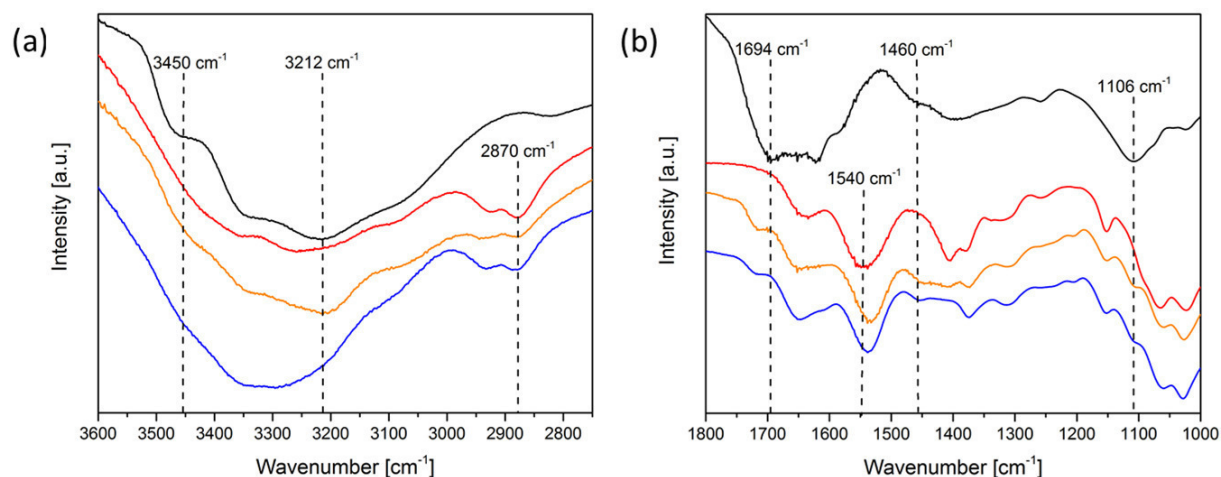 (a)
3450 cm⁻¹
3212 cm⁻¹
2870 cm⁻¹
Intensity [a.u.]
3600 3500 3400 3300 3200 3100 3000 2900 2800
Wavenumber [cm⁻¹]
(b)
1694 cm⁻¹
1460 cm⁻¹
1106 cm⁻¹
1540 cm⁻¹
Intensity [a.u.]
1800 1700 1600 1500 1400 1300 1200 1100 1000
Wavenumber [cm⁻¹]